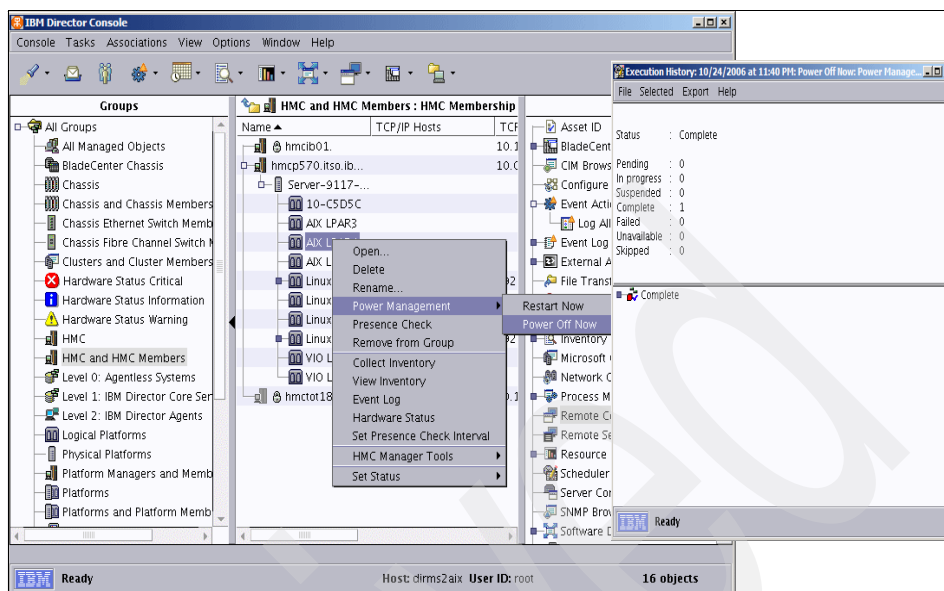 IBM Director Console
Console Tasks Associations View Options Window Help
Groups
All Groups
All Managed Objects
BladeCenter Chassis
Chassis
Chassis and Chassis Members
Chassis Ethernet Switch Memb
Chassis Fibre Channel Switch
Clusters and Cluster Members
Hardware Status Critical
Hardware Status Information
Hardware Status Warning
HMC
HMC and HMC Members
Level 0: Agentless Systems
Level 1: IBM Director Core Ser
Level 2: IBM Director Agents
Logical Platforms
Physical Platforms
Platform Managers and Memb
Platforms
Platforms and Platform Memb
HMC and HMC Members : HMC Membership
Name TCP/IP Hosts TCF
hmcib01. 10.1
hmcp570.itso.ib... 10.0
Server-9117-...
10-C5D5C
AIX LPAR3
AIX
AIX L
Linux 92
Linux
Linux
Linux 92
VIO L
VIO L
hmctot18 0.1
Open...
Delete
Rename...
Power Management
Presence Check
Remove from Group
Collect Inventory
View Inventory
Event Log
Hardware Status
Set Presence Check Interval
HMC Manager Tools
Set Status
Restart Now
Power Off Now
Asset ID
BladeCent
CIM Brows
Configure
Event Acti
Log All
Event Log
External A
File Transf
Inventory
Microsoft
Network C
Process M
Remote C
Remote Se
Resource
Scheduler
Server Cor
SNMP Brov
Software D
Execution History: 10/24/2006 at 11:40 PM: Power Off Now: Power Manage...
File Selected Export Help
Status : Complete
Pending : 0
In progress : 0
Suspended : 0
Complete : 1
Failed : 0
Unavailable : 0
Skipped : 0
Complete
IBM Ready
IBM Ready Host: dirms2aix User ID: root 16 objects